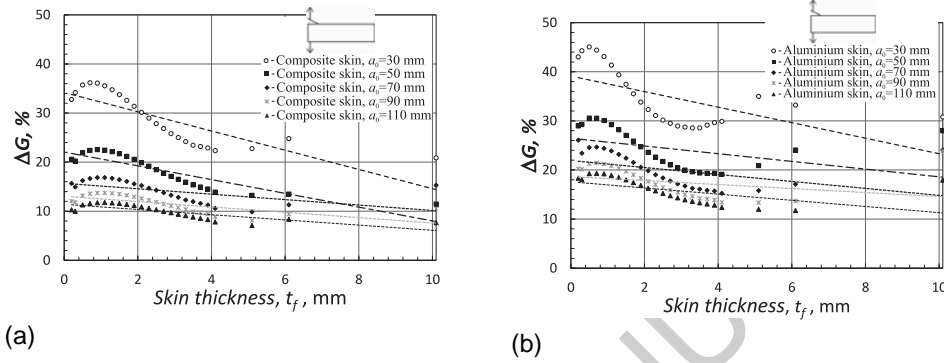 50
40
30
20
10
0
ΔG, %
Composite skin, a₀=30 mm
Composite skin, a₀=50 mm
Composite skin, a₀=70 mm
Composite skin, a₀=90 mm
Composite skin, a₀=110 mm
0 2 4 6 8 10
Skin thickness, t_f , mm
(a)
50
40
30
20
10
0
ΔG, %
Aluminium skin, a₀=30 mm
Aluminium skin, a₀=50 mm
Aluminium skin, a₀=70 mm
Aluminium skin, a₀=90 mm
Aluminium skin, a₀=110 mm
0 2 4 6 8 10
Skin thickness, t_f , mm
(b)